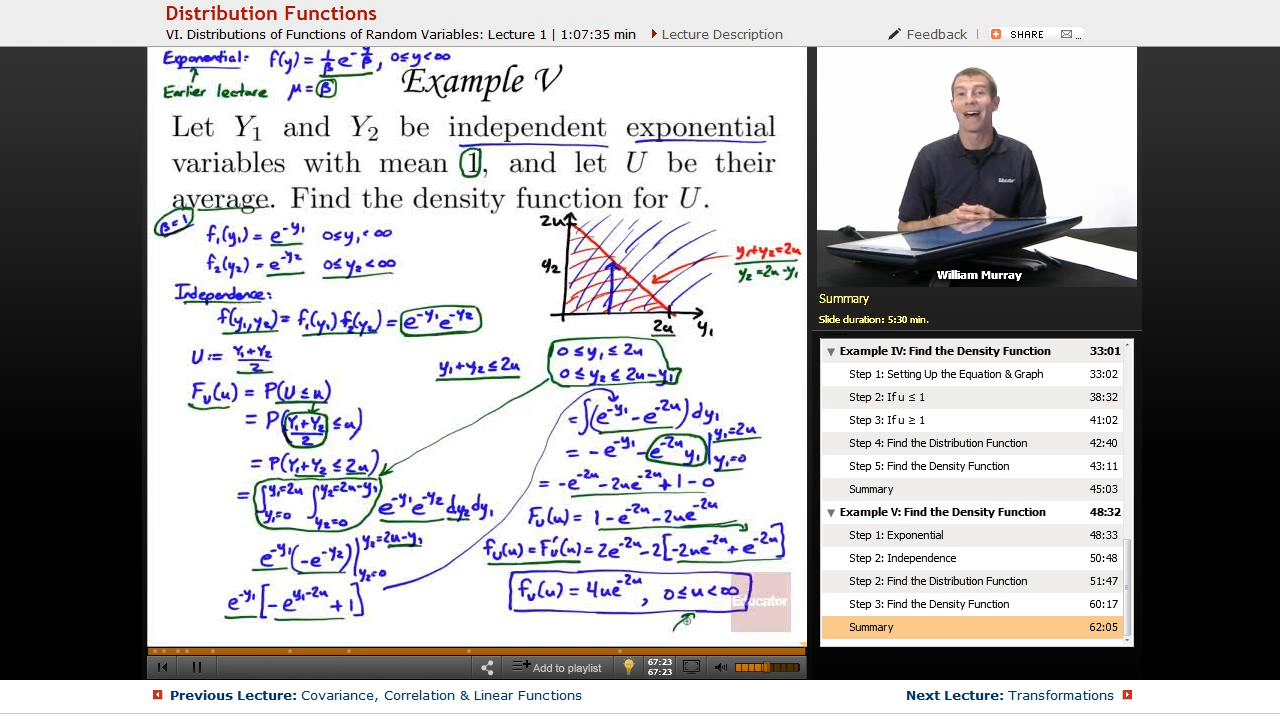 Distribution Functions
VI. Distributions of Functions of Random Variables: Lecture 1 | 1:07:35 min
Lecture Description
Feedback
SHARE
Exponential: f(y) = 1/β e^(-y/β), 0≤y<∞
Earlier lecture μ=β
Example V
Let Y₁ and Y₂ be independent exponential
variables with mean 1, and let U be their
average. Find the density function for U.
β=1
f₁(y₁) = e^(-y₁) 0≤y₁<∞
f₂(y₂) = e^(-y₂) 0≤y₂<∞
Independence:
f(y₁,y₂) = f₁(y₁) f₂(y₂) = e^(-y₁)e^(-y₂)
U := (Y₁+Y₂)/2
F_U(u) = P(U≤u)
= P((Y₁+Y₂)/2 ≤u)
= P(Y₁+Y₂ ≤ 2u)
= ∫_(y₁=0)^(y₁=2u) ∫_(y₂=0)^(y₂=2u-y₁) e^(-y₁)e^(-y₂) dy₂dy₁
e^(-y₁)(-e^(-y₂))|_(y₂=0)^(y₂=2u-y₁)
e^(-y₁)[-e^(y₁-2u) + 1]
2u
y₂
2u
y₁
y₁+y₂=2u
y₂=2u-y₁
y₁+y₂≤2u
0≤y₁≤2u
0≤y₂≤2u-y₁
= ∫(e^(-y₁) - e^(-2u)) dy₁
= -e^(-y₁) - e^(-2u) y₁ |_(y₁=0)^(y₁=2u)
= -e^(-2u) - 2ue^(-2u) + 1 - 0
F_U(u) = 1 - e^(-2u) - 2ue^(-2u)
f_U(u) = F_U'(u) = 2e^(-2u) - 2[-2ue^(-2u) + e^(-2u)]
f_U(u) = 4ue^(-2u), 0≤u<∞
Educator
Educator
William Murray
Summary
Slide duration: 5:30 min.
Example IV: Find the Density Function 33:01
Step 1: Setting Up the Equation & Graph 33:02
Step 2: If u ≤ 1 38:32
Step 3: If u ≥ 1 41:02
Step 4: Find the Distribution Function 42:40
Step 5: Find the Density Function 43:11
Summary 45:03
Example V: Find the Density Function 48:32
Step 1: Exponential 48:33
Step 2: Independence 50:48
Step 2: Find the Distribution Function 51:47
Step 3: Find the Density Function 60:17
Summary 62:05
Add to playlist
67:23
67:23
Previous Lecture: Covariance, Correlation & Linear Functions
Next Lecture: Transformations